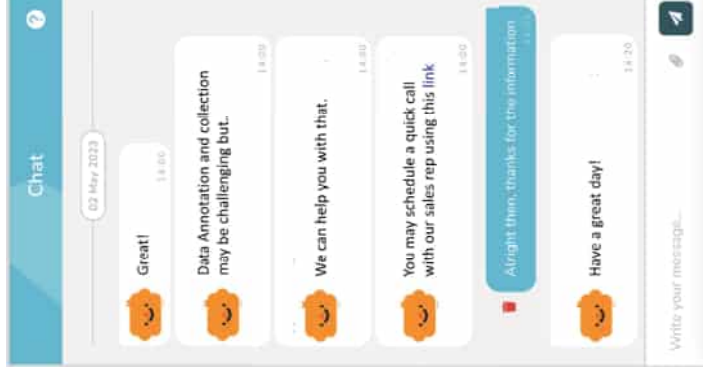 Chat
?
02 May 2023
Great!
14:00
Data Annotation and collection
may be challenging but.
14:00
We can help you with that.
14:00
You may schedule a quick call
with our sales rep using this link
14:00
Alright then, thanks for the information
Have a great day!
14:20
Write your message...